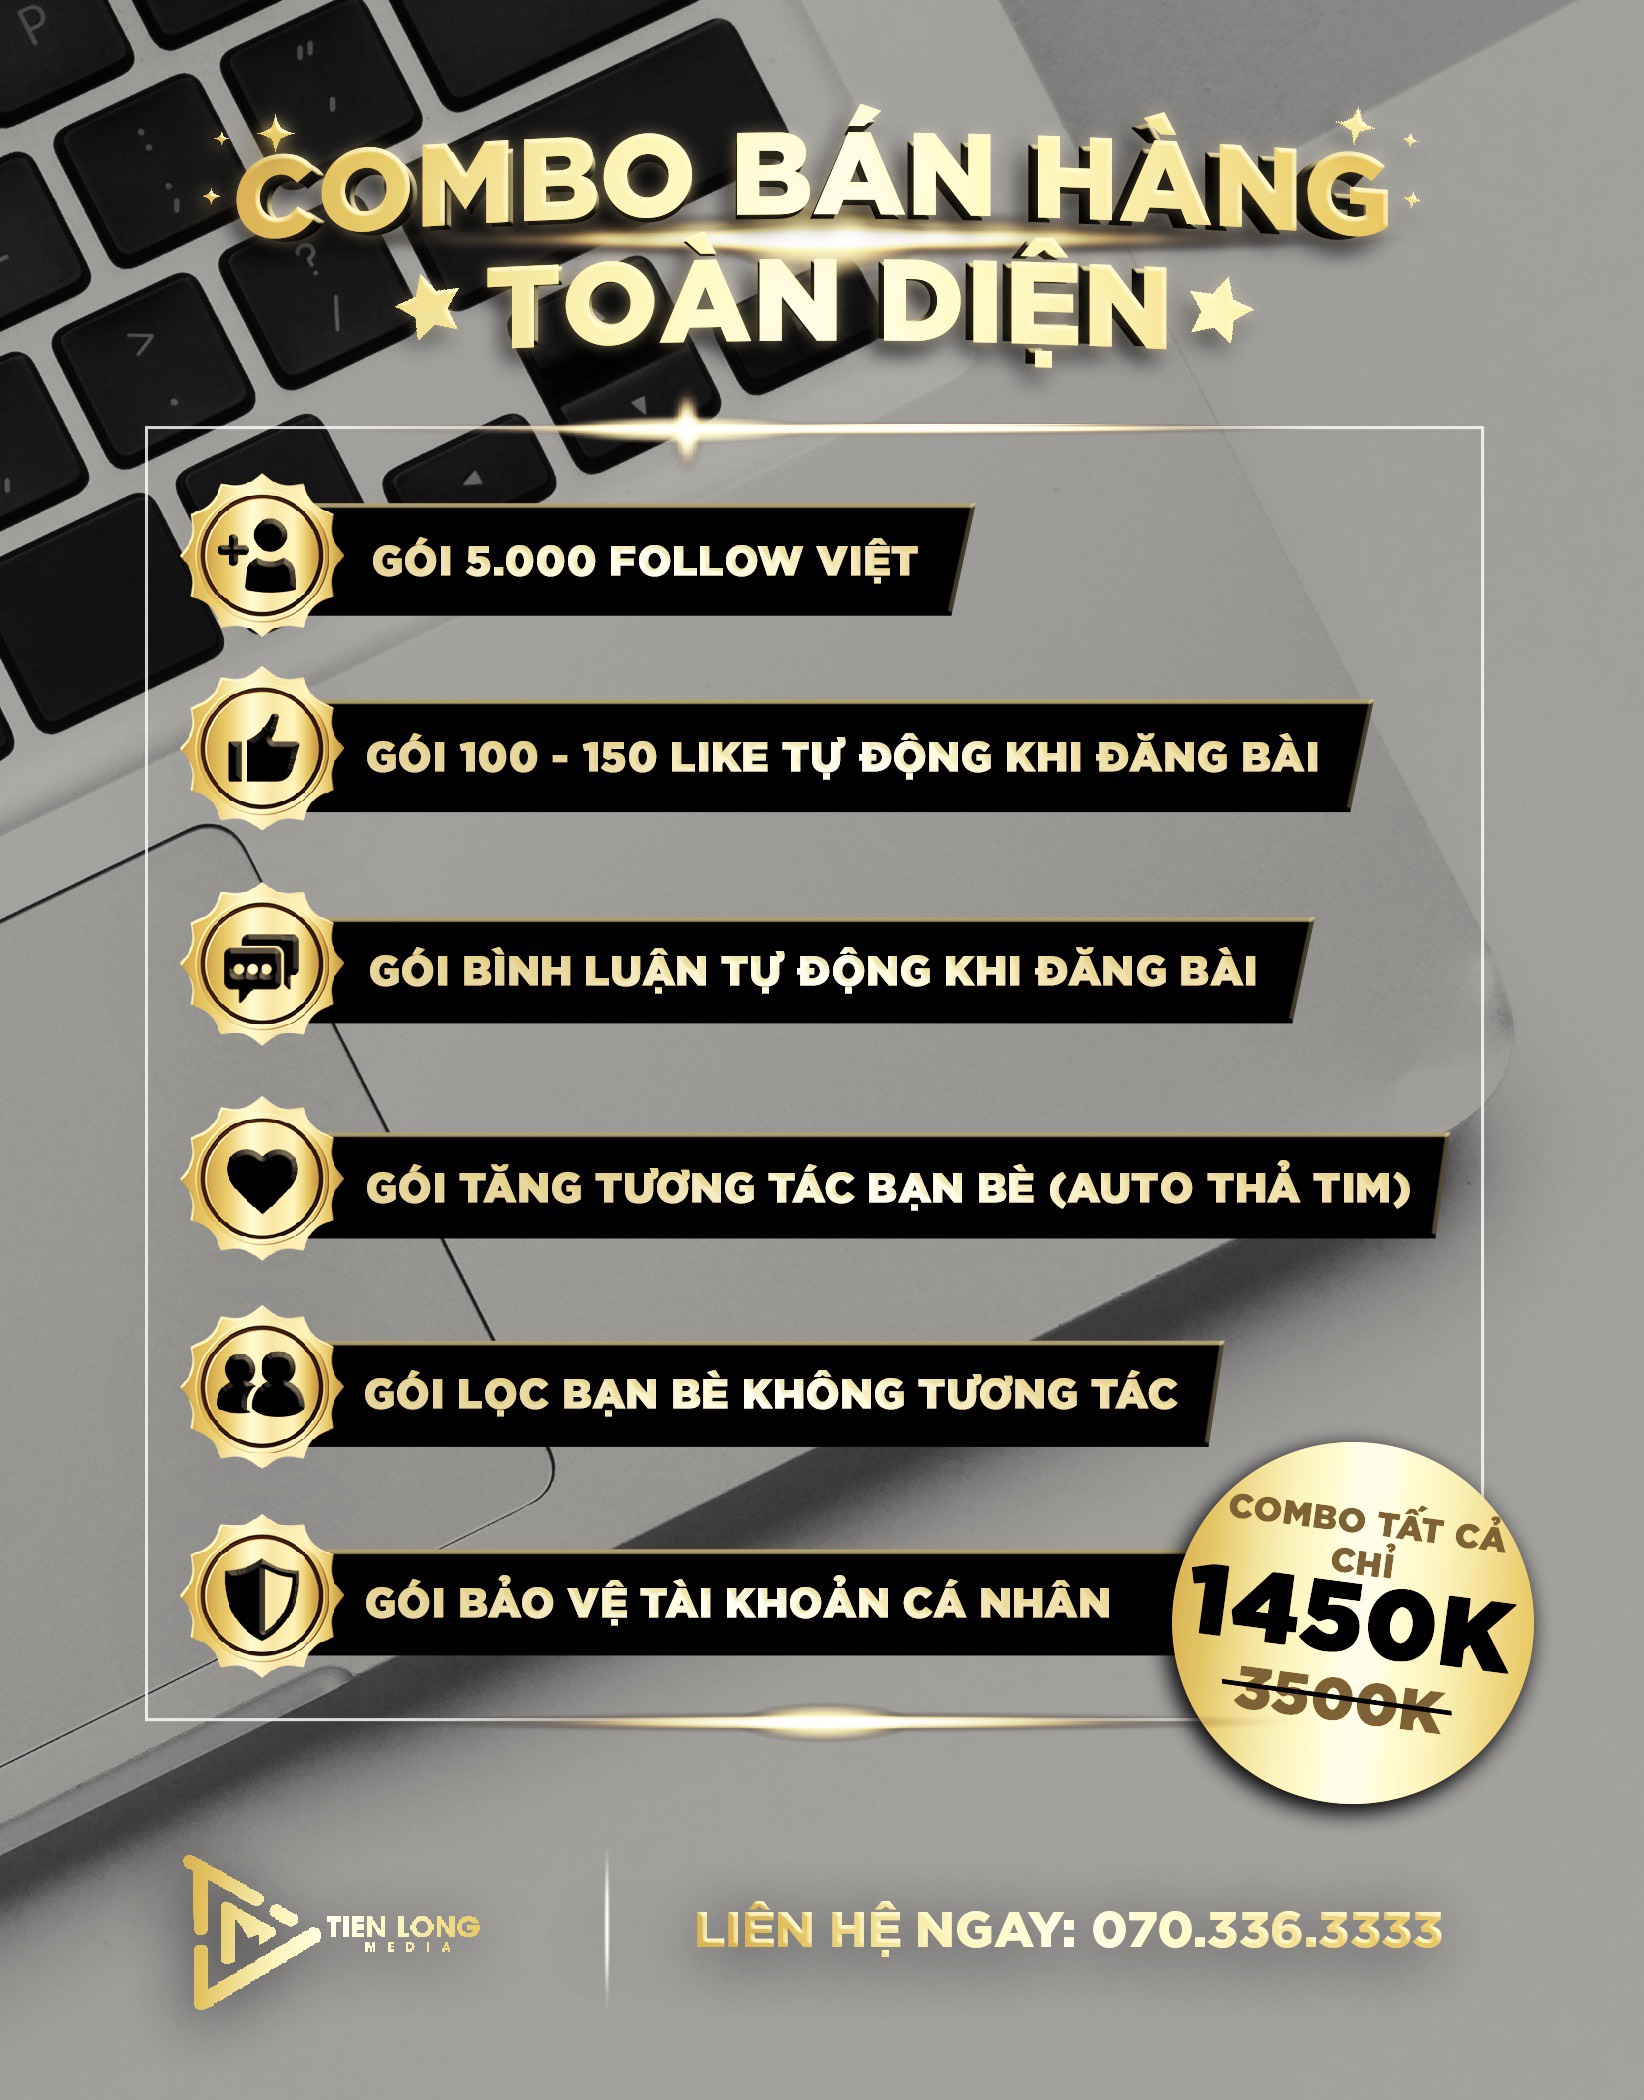 COMBO BÁN HÀNG
TOÀN DIỆN
GÓI 5.000 FOLLOW VIỆT
GÓI 100 - 150 LIKE TỰ ĐỘNG KHI ĐĂNG BÀI
GÓI BÌNH LUẬN TỰ ĐỘNG KHI ĐĂNG BÀI
GÓI TĂNG TƯƠNG TÁC BẠN BÈ (AUTO THẢ TIM)
GÓI LỌC BẠN BÈ KHÔNG TƯƠNG TÁC
GÓI BẢO VỆ TÀI KHOẢN CÁ NHÂN
COMBO TẤT CẢ
CHỈ
1450K
3500K
TIEN LONG
MEDIA
LIÊN HỆ NGAY: 070.336.3333